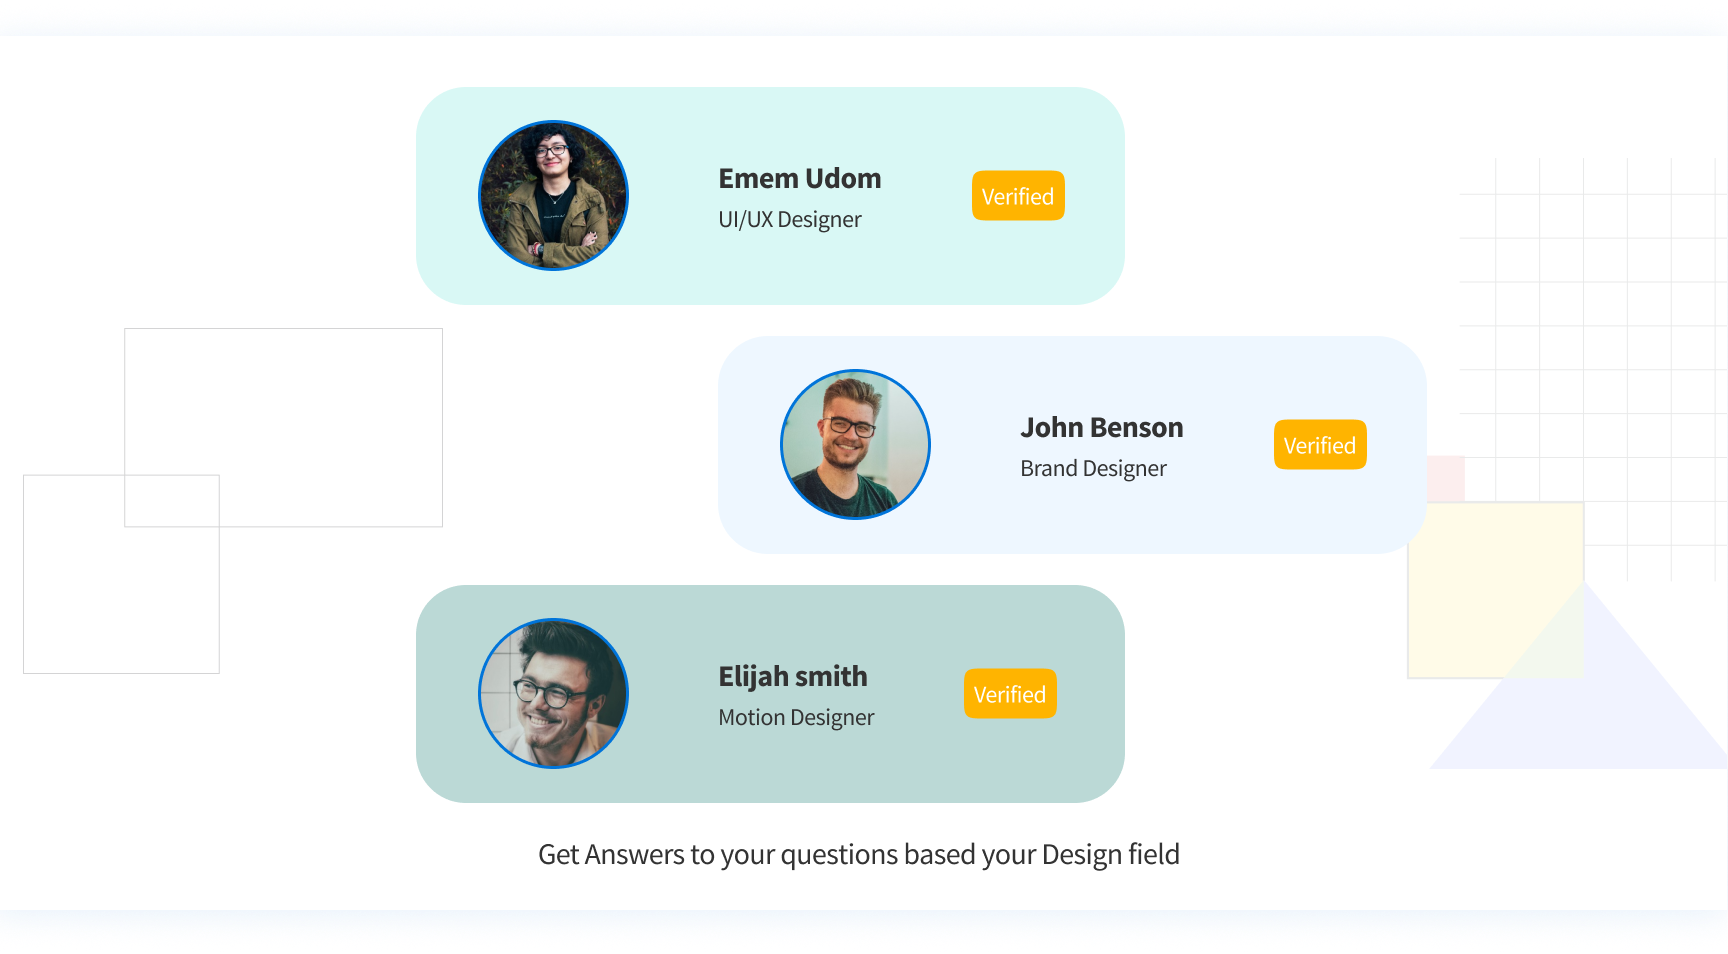 Emem Udom
UI/UX Designer
Verified
John Benson
Brand Designer
Verified
Elijah smith
Motion Designer
Verified
Get Answers to your questions based your Design field